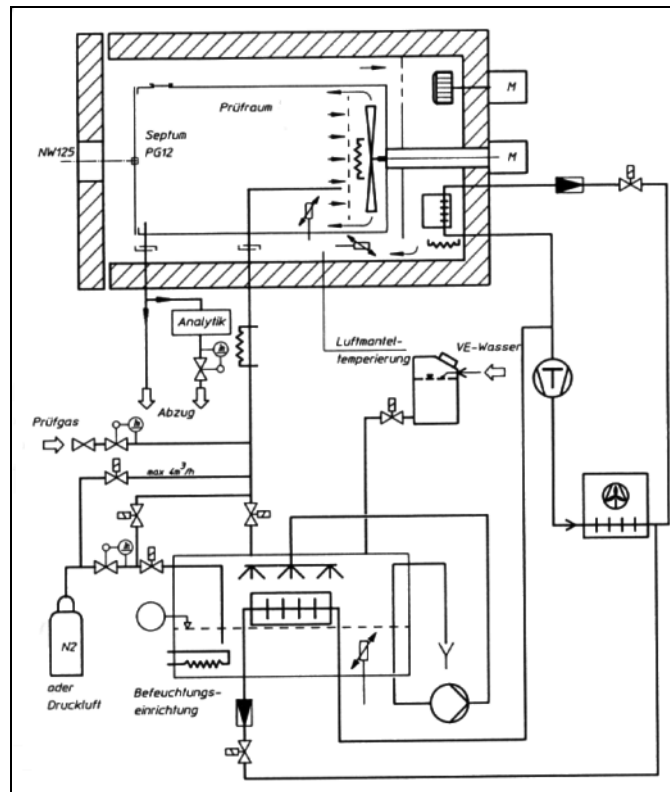 M
Prüfraum
Septum
PG12
NW125
M
Analytik
Luftmantel-
temperierung
VE-Wasser
Abzug
Prüfgas
max 4m³/h
N2
oder
Druckluft
Befeuchtungs-
einrichtung